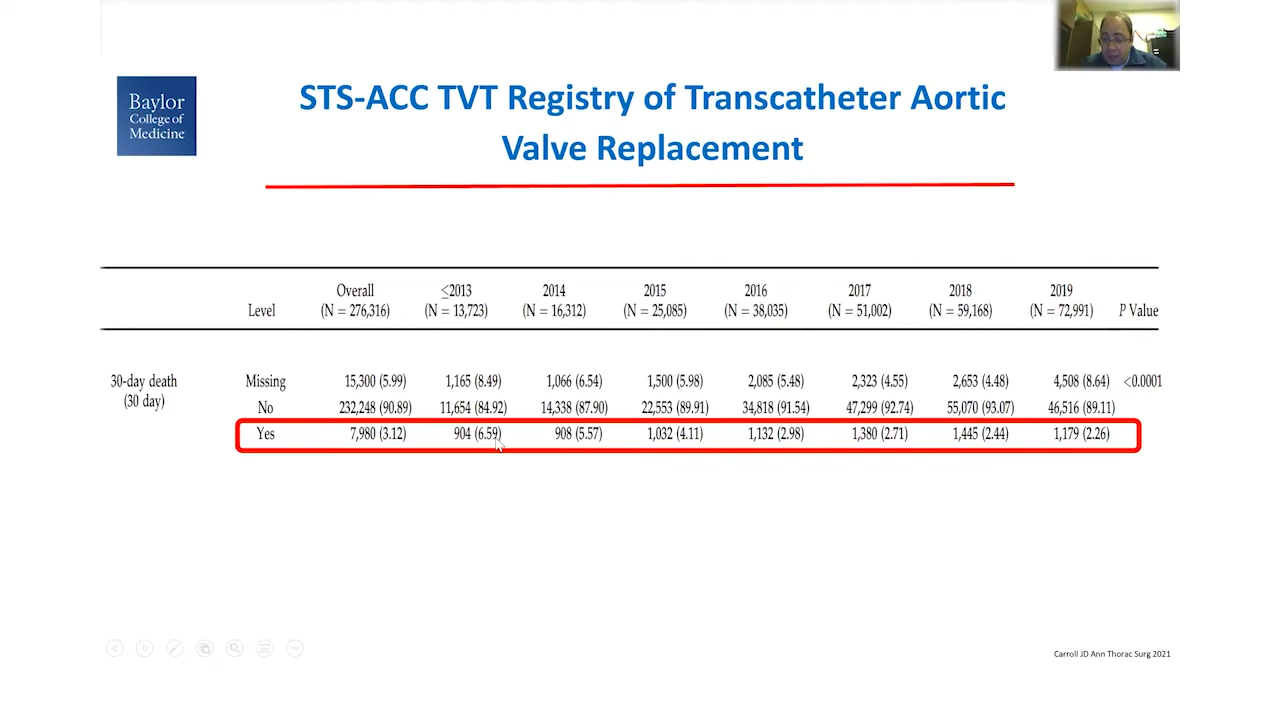 Baylor
College of
Medicine
STS-ACC TVT Registry of Transcatheter Aortic
Valve Replacement
Overall ≤2013 2014 2015 2016 2017 2018 2019
Level (N = 276,316) (N = 13,723) (N = 16,312) (N = 25,085) (N = 38,035) (N = 51,002) (N = 59,168) (N = 72,991) P Value
30-day death Missing 15,300 (5.99) 1,165 (8.49) 1,066 (6.54) 1,500 (5.98) 2,085 (5.48) 2,323 (4.55) 2,653 (4.48) 4,508 (8.64) <0.0001
(30 day)
No 232,248 (90.89) 11,654 (84.92) 14,338 (87.90) 22,553 (89.91) 34,818 (91.54) 47,299 (92.74) 55,070 (93.07) 46,516 (89.11)
Yes 7,980 (3.12) 904 (6.59) 908 (5.57) 1,032 (4.11) 1,132 (2.98) 1,380 (2.71) 1,445 (2.44) 1,179 (2.26)
Carroll JD Ann Thorac Surg 2021